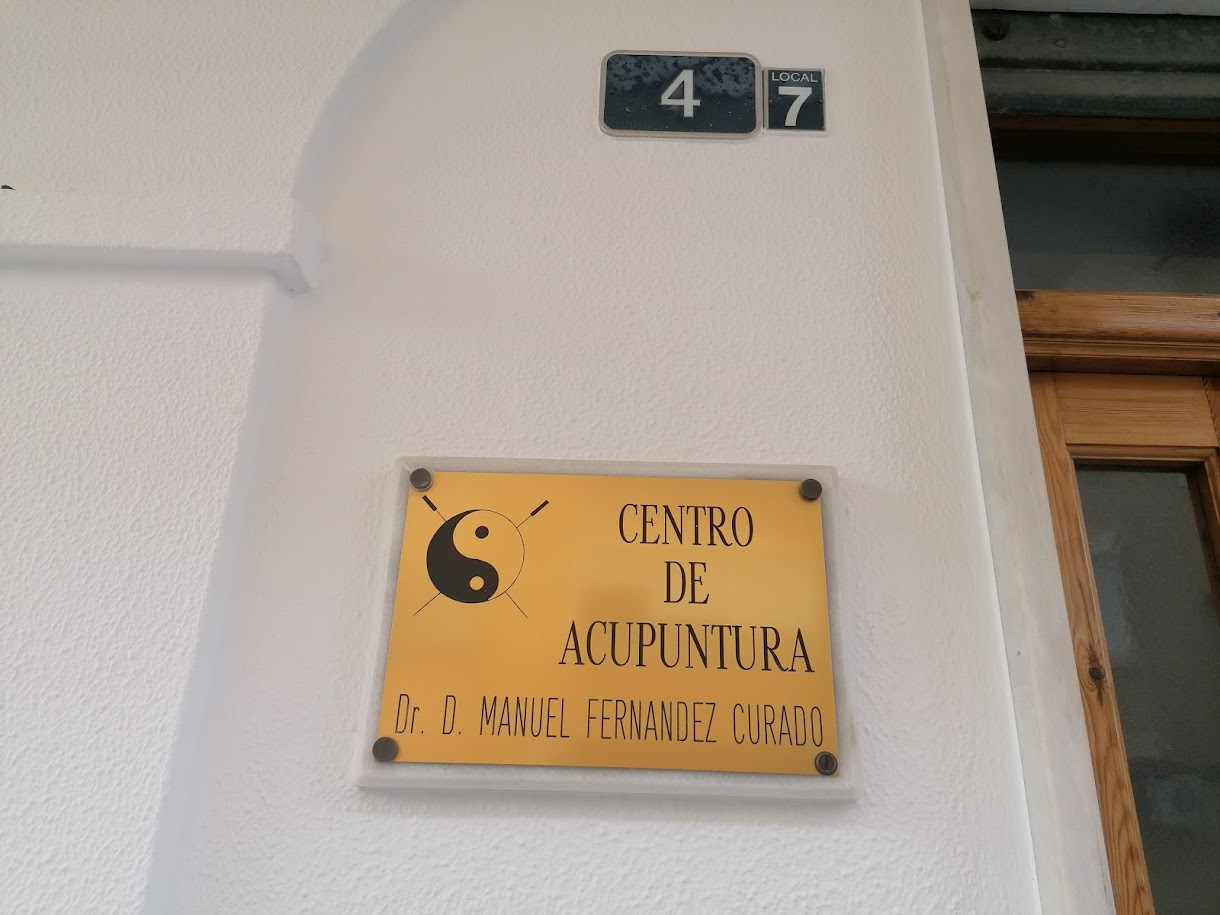 4
LOCAL
7
CENTRO
DE
ACUPUNTURA
Dr. D. MANUEL FERNANDEZ CURADO